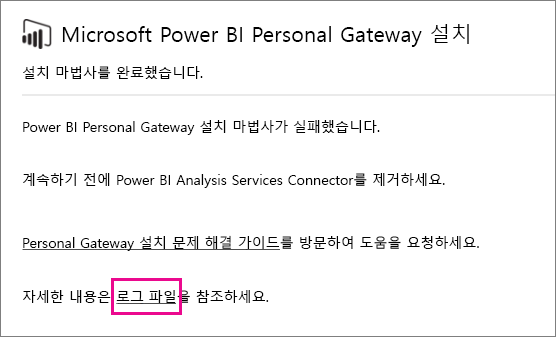 Microsoft Power BI Personal Gateway 설치
설치 마법사를 완료했습니다.
Power BI Personal Gateway 설치 마법사가 실패했습니다.
계속하기 전에 Power BI Analysis Services Connector를 제거하세요.
Personal Gateway 설치 문제 해결 가이드를 방문하여 도움을 요청하세요.
자세한 내용은 로그 파일을 참조하세요.